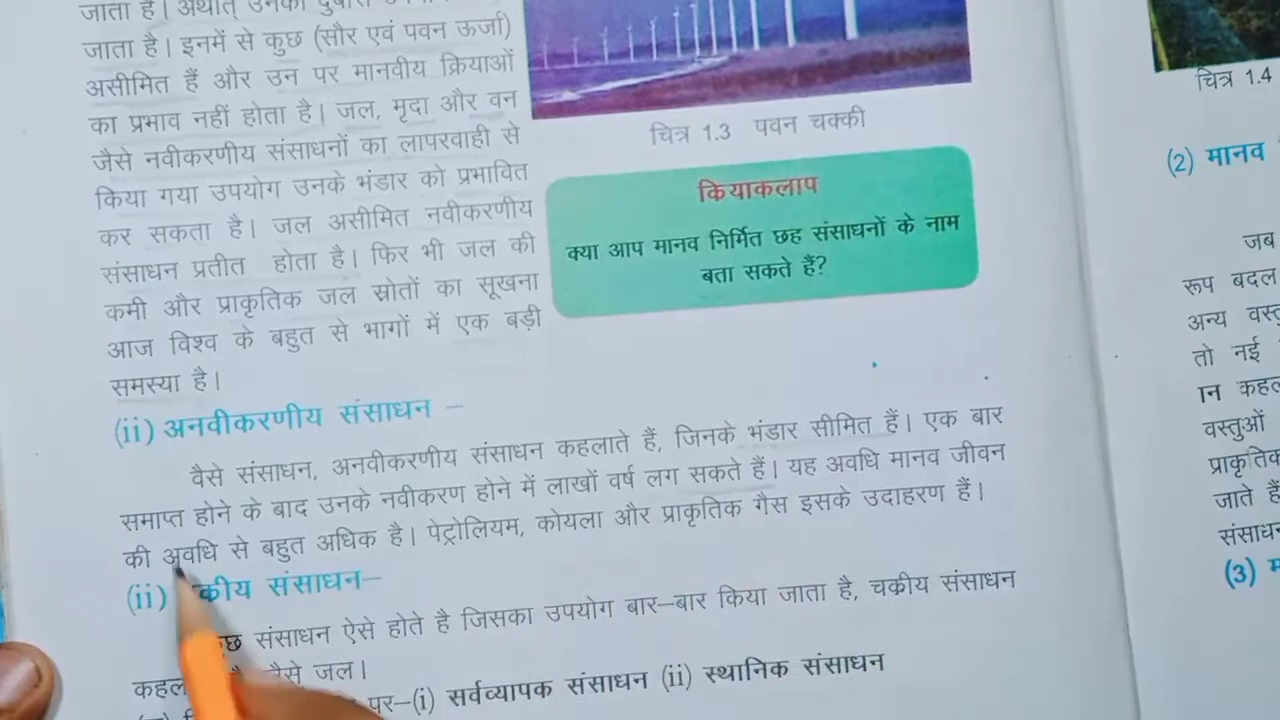 जाता है। अर्थात् उनका
जाता है। इनमें से कुछ (सौर एवं पवन ऊर्जा)
असीमित हैं और उन पर मानवीय क्रियाओं
का प्रभाव नहीं होता है। जल, मृदा और वन
जैसे नवीकरणीय संसाधनों का लापरवाही से
किया गया उपयोग उनके भंडार को प्रभावित
कर सकता है। जल असीमित नवीकरणीय
संसाधन प्रतीत होता है। फिर भी जल की
कमी और प्राकृतिक जल स्रोतों का सूखना
आज विश्व के बहुत से भागों में एक बड़ी
समस्या है।
चित्र 1.3 पवन चक्की
कियाकलाप
क्या आप मानव निर्मित छह संसाधनों के नाम
बता सकते हैं?
(ii) अनवीकरणीय संसाधन –
वैसे संसाधन, अनवीकरणीय संसाधन कहलाते हैं, जिनके भंडार सीमित हैं। एक बार
समाप्त होने के बाद उनके नवीकरण होने में लाखों वर्ष लग सकते हैं। यह अवधि मानव जीवन
की अवधि से बहुत अधिक है। पेट्रोलियम, कोयला और प्राकृतिक गैस इसके उदाहरण हैं।
(ii) संसाधन–
संसाधन ऐसे होते है जिसका उपयोग बार–बार किया जाता है, चक्रीय संसाधन
जल।
पर–(i) सर्वव्यापक संसाधन (ii) स्थानिक संसाधन
चित्र 1.4
(2) मानव
जब
रूप बदल
अन्य
तो नई
वस्तुओं
जाते हैं
(3)